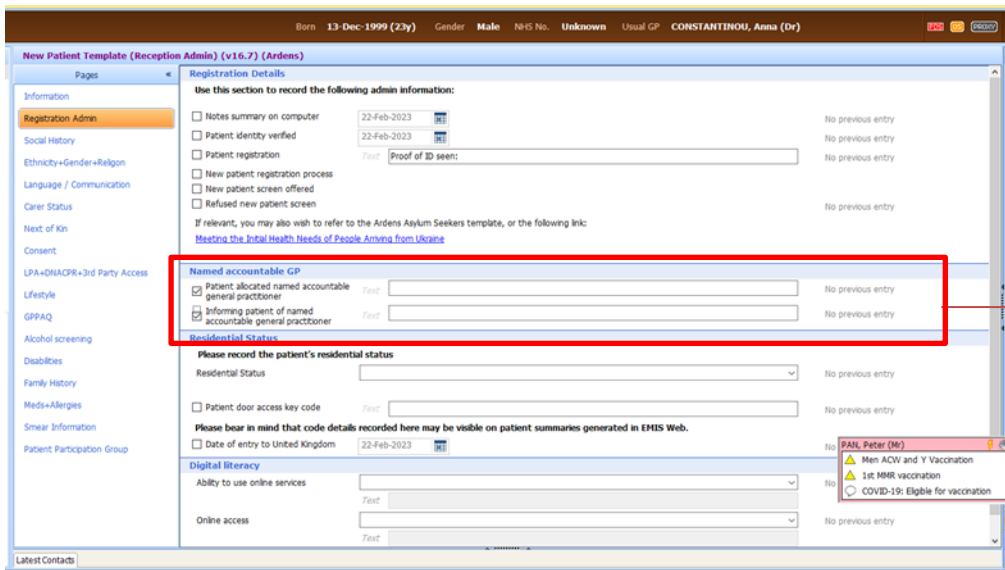 Born 13-Dec-1999 (23y) Gender Male NHS No. Unknown Usual GP CONSTANTINOU, Anna (Dr) PDS OS PROXY
New Patient Template (Reception Admin) (v16.7) (Ardens)
Pages «
Information
Registration Admin
Social History
Ethnicity+Gender+Religon
Language / Communication
Carer Status
Next of Kin
Consent
LPA+DNACPR+3rd Party Access
Lifestyle
GPPAQ
Alcohol screening
Disabilities
Family History
Meds+Allergies
Smear Information
Patient Participation Group
Registration Details
Use this section to record the following admin information:
Notes summary on computer 22-Feb-2023 No previous entry
Patient identity verified 22-Feb-2023 No previous entry
Patient registration Text Proof of ID seen: No previous entry
New patient registration process
New patient screen offered
Refused new patient screen No previous entry
If relevant, you may also wish to refer to the Ardens Asylum Seekers template, or the following link:
Meeting the Initial Health Needs of People Arriving from Ukraine
Named accountable GP
Patient allocated named accountable
general practitioner Text No previous entry
Informing patient of named
accountable general practitioner Text No previous entry
Residential Status
Please record the patient's residential status
Residential Status No previous entry
Patient door access key code Text No previous entry
Please bear in mind that code details recorded here may be visible on patient summaries generated in EMIS Web.
Date of entry to United Kingdom 22-Feb-2023 No
Digital literacy
Ability to use online services No
Text
Online access No previous entry
Text
PAN, Peter (Mr)
Men ACW and Y Vaccination
1st MMR vaccination
COVID-19: Eligible for vaccination
Latest Contacts